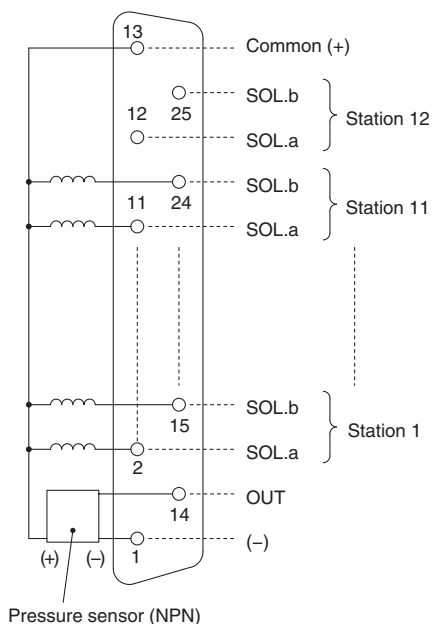 13 Common (+)
25 SOL.b
12 SOL.a
Station 12
24 SOL.b
11 SOL.a
Station 11
15 SOL.b
2 SOL.a
Station 1
14 OUT
1 (−)
(+) (−)
Pressure sensor (NPN)